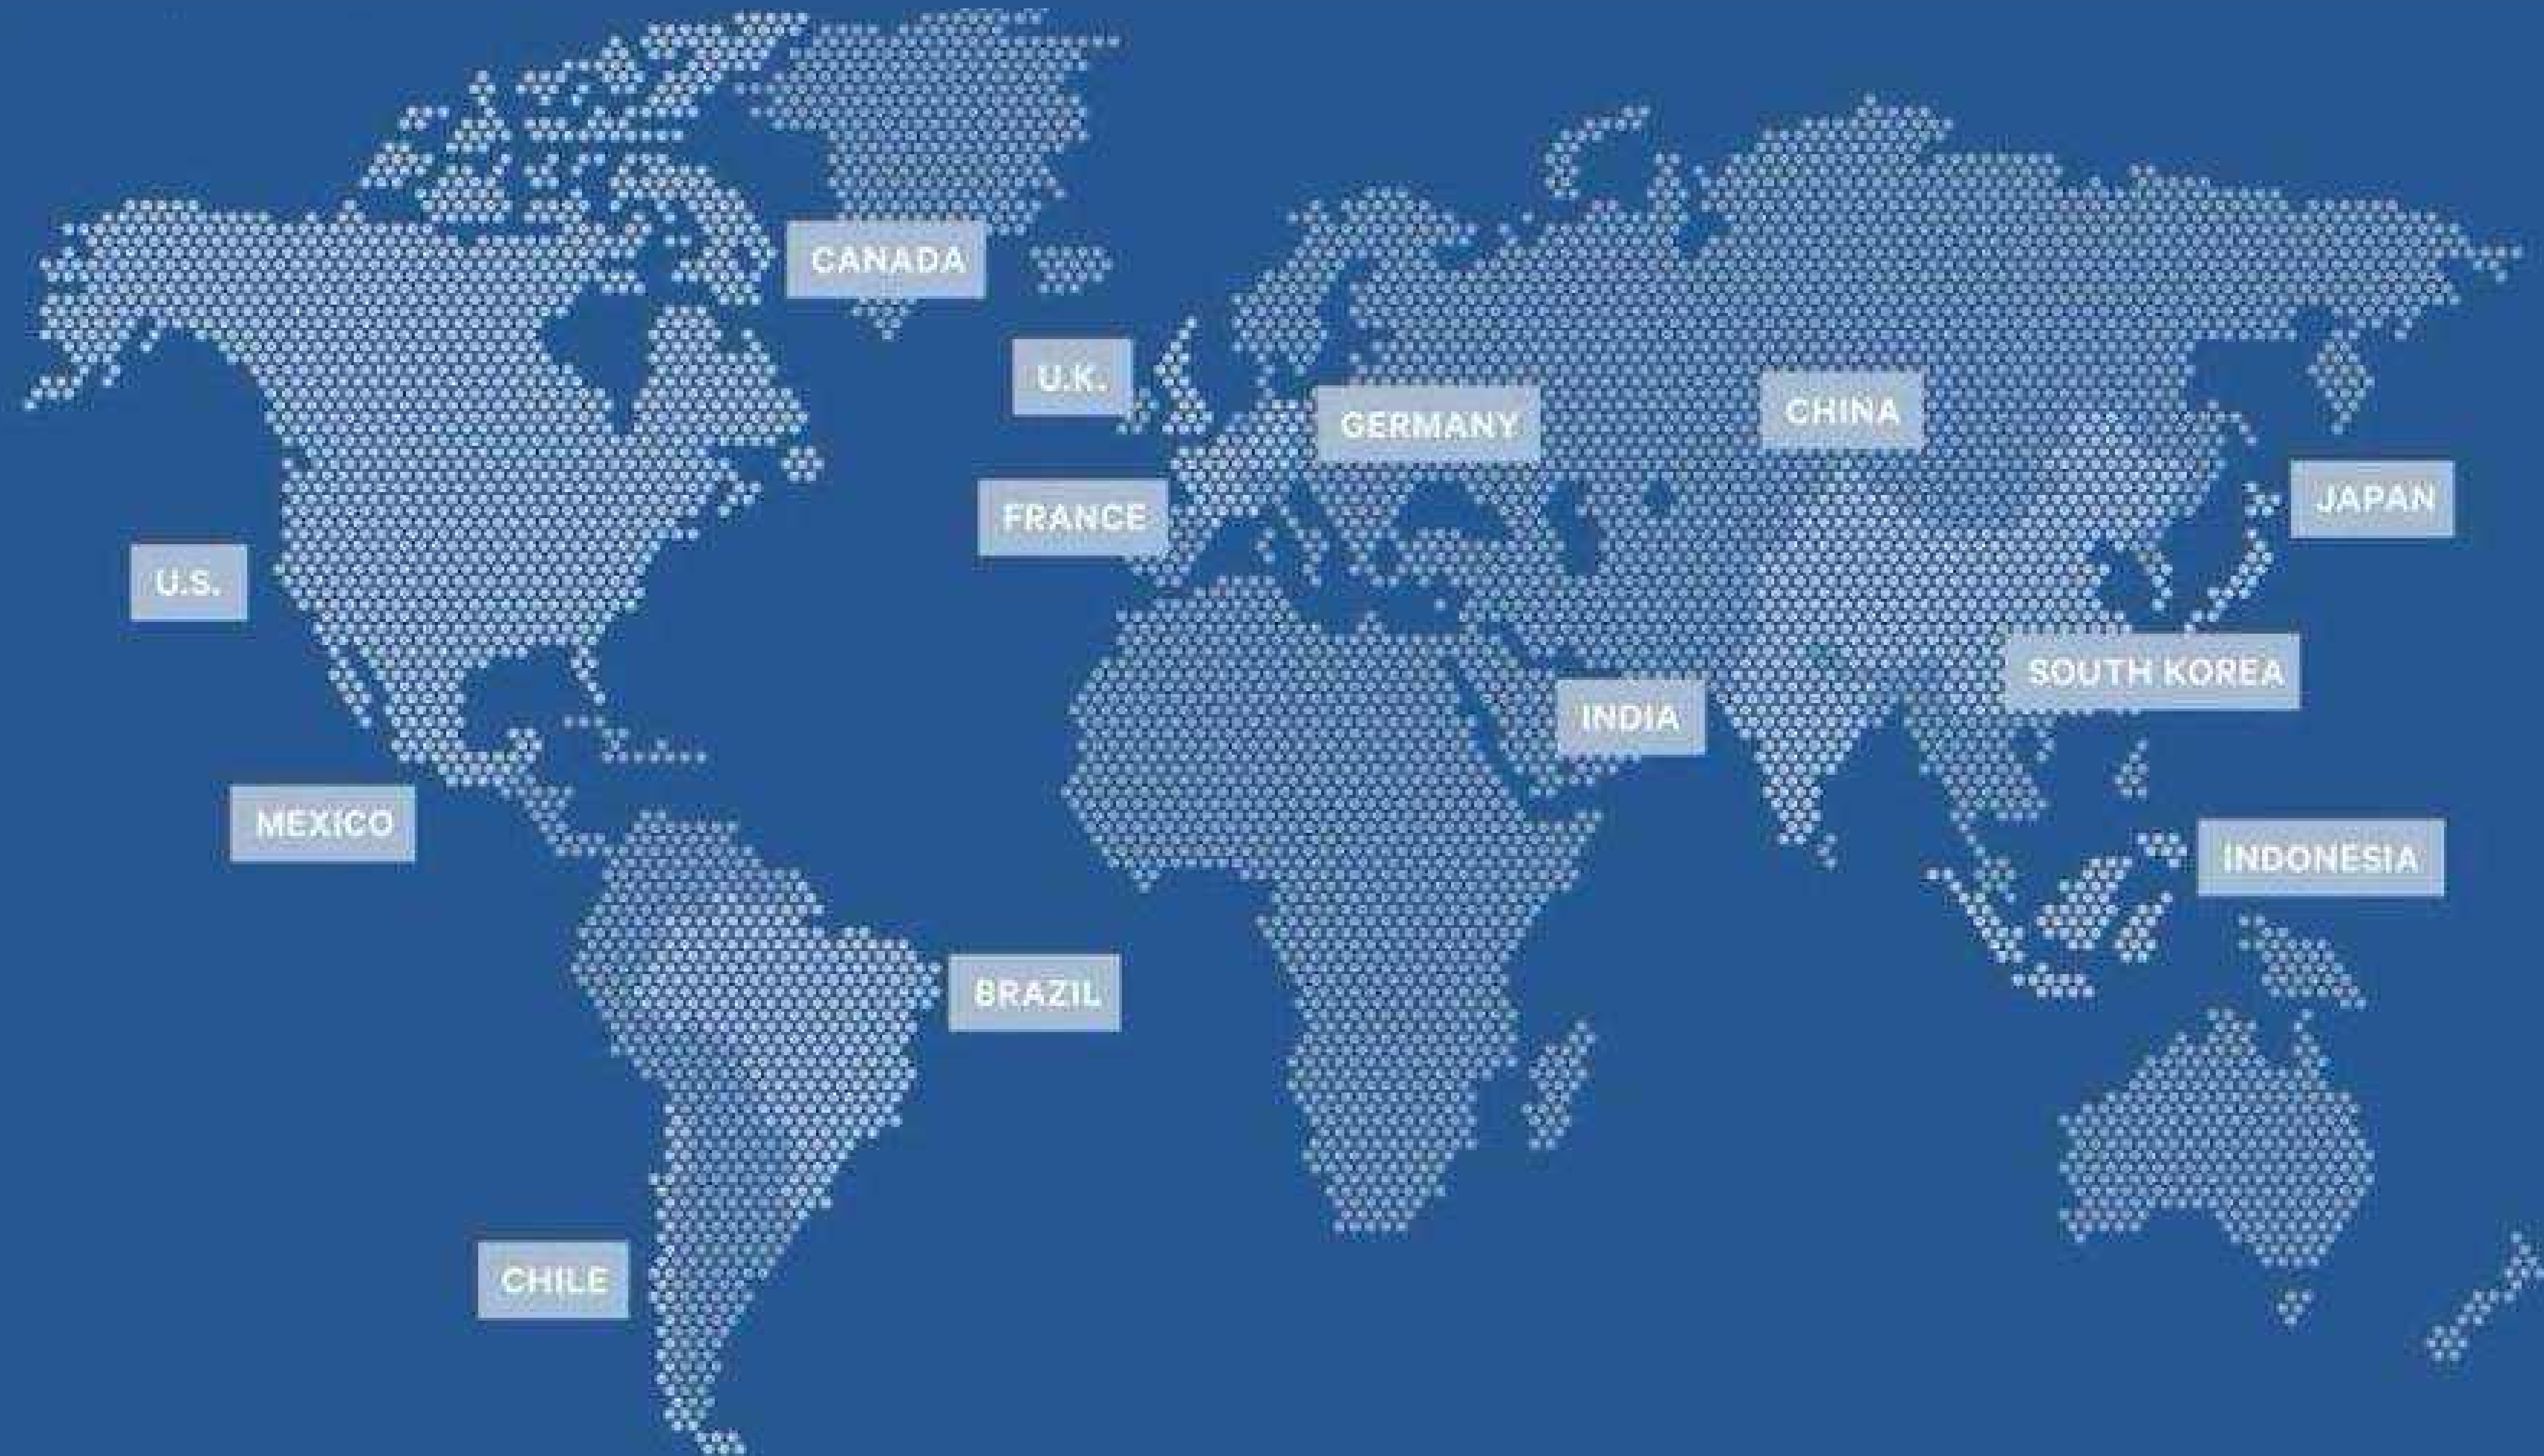 CANADA
U.K.
GERMANY
CHINA
FRANCE
JAPAN
U.S.
SOUTH KOREA
INDIA
MEXICO
INDONESIA
BRAZIL
CHILE